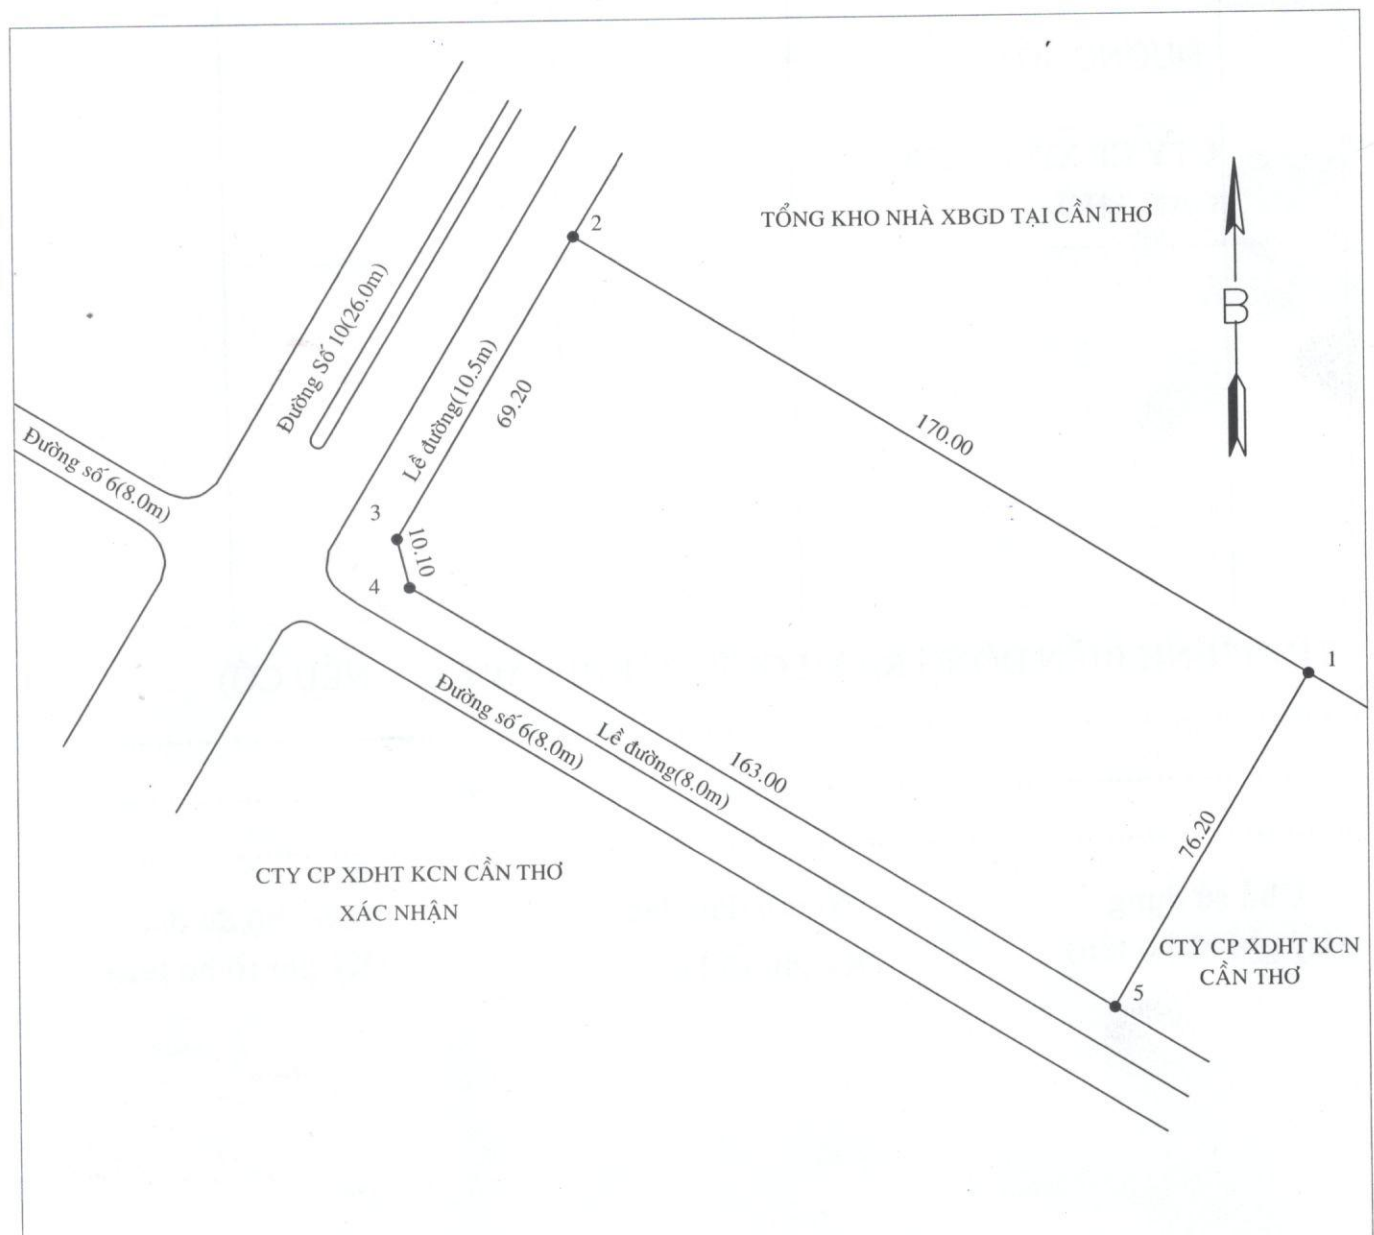 TỔNG KHO NHÀ XBGD TẠI CẦN THƠ
2
B
Đường Số 10(26.0m)
Lề đường(10.5m)
69.20
170.00
Đường số 6(8.0m)
3
10.10
4
1
Đường số 6(8.0m)
Lề đường(8.0m)
163.00
76.20
CTY CP XDHT KCN CẦN THƠ
XÁC NHẬN
CTY CP XDHT KCN
CẦN THƠ
5